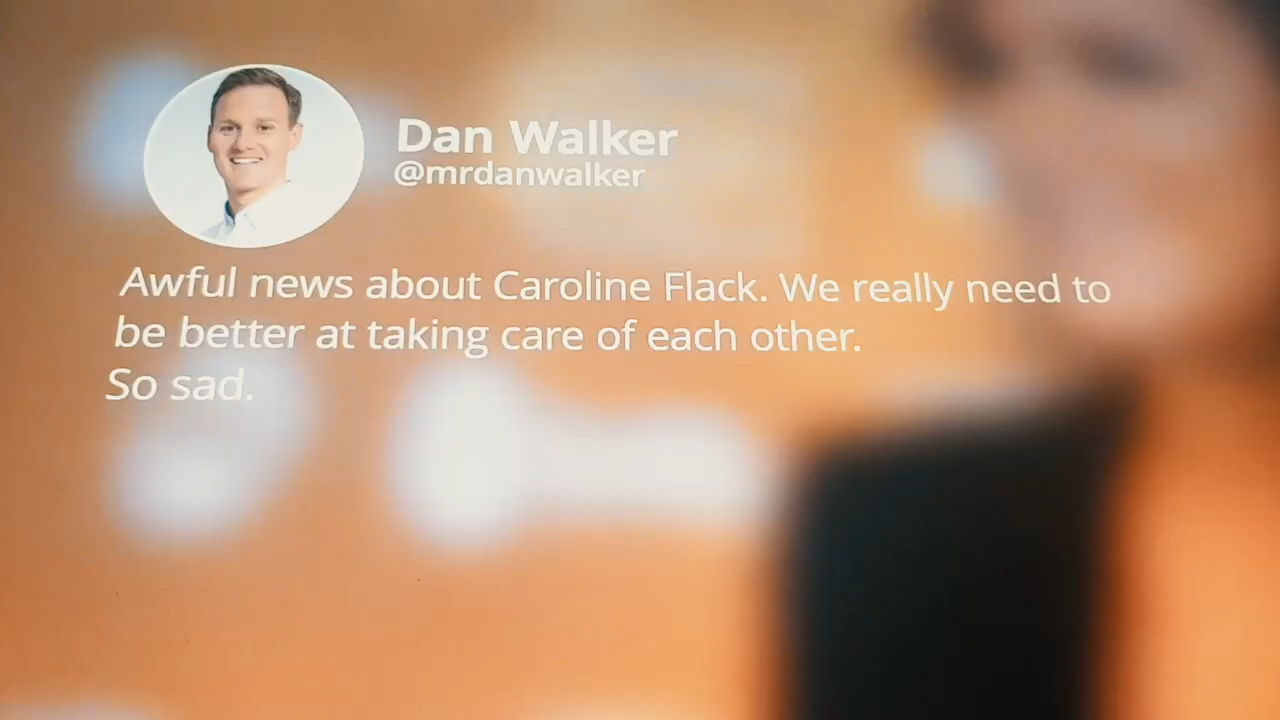 Dan Walker
@mrdanwalker
Awful news about Caroline Flack. We really need to
be better at taking care of each other.
So sad.